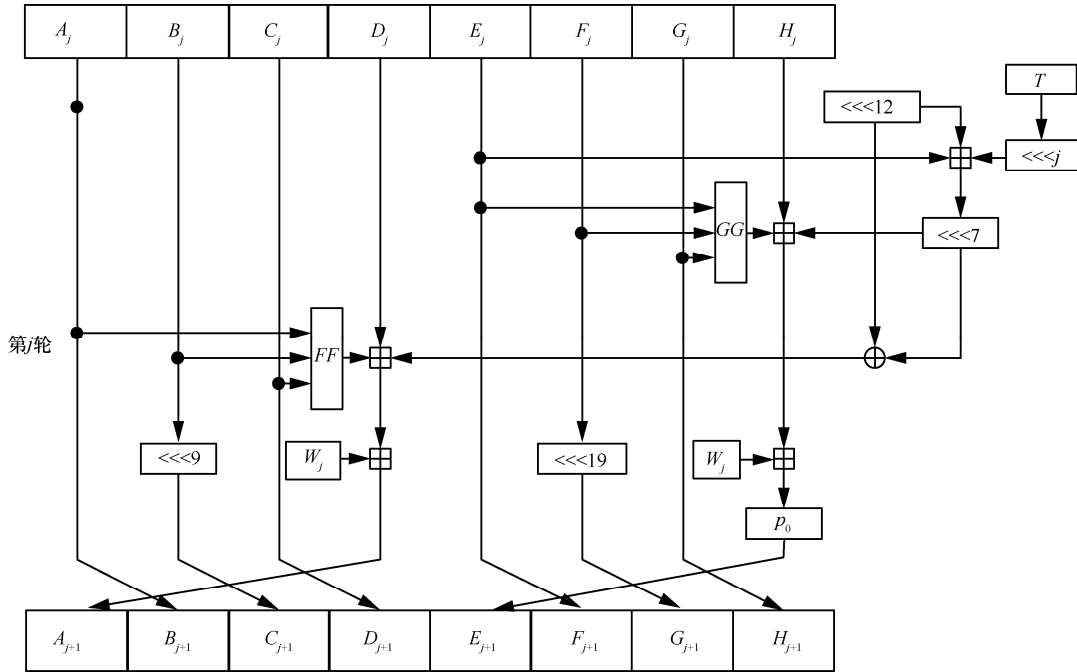 A_j B_j C_j D_j E_j F_j G_j H_j
T
<<<12
<<<j
GG
<<<7
第j轮
FF
<<<9
W_j
<<<19
W_j
p_0
A_{j+1} B_{j+1} C_{j+1} D_{j+1} E_{j+1} F_{j+1} G_{j+1} H_{j+1}